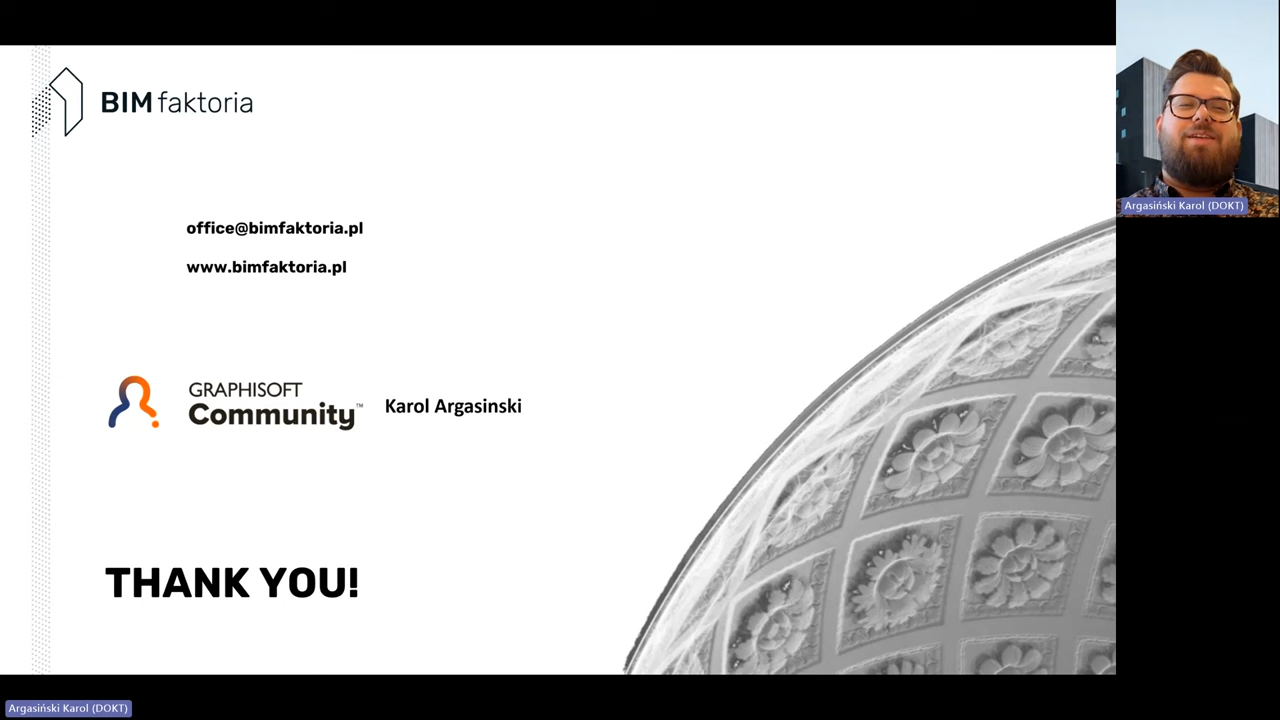 BIM faktoria
office@bimfaktoria.pl
www.bimfaktoria.pl
GRAPHISOFT
Community™
Karol Argasinski
THANK YOU!
Argasiński Karol (DOKT)
Argasiński Karol (DOKT)